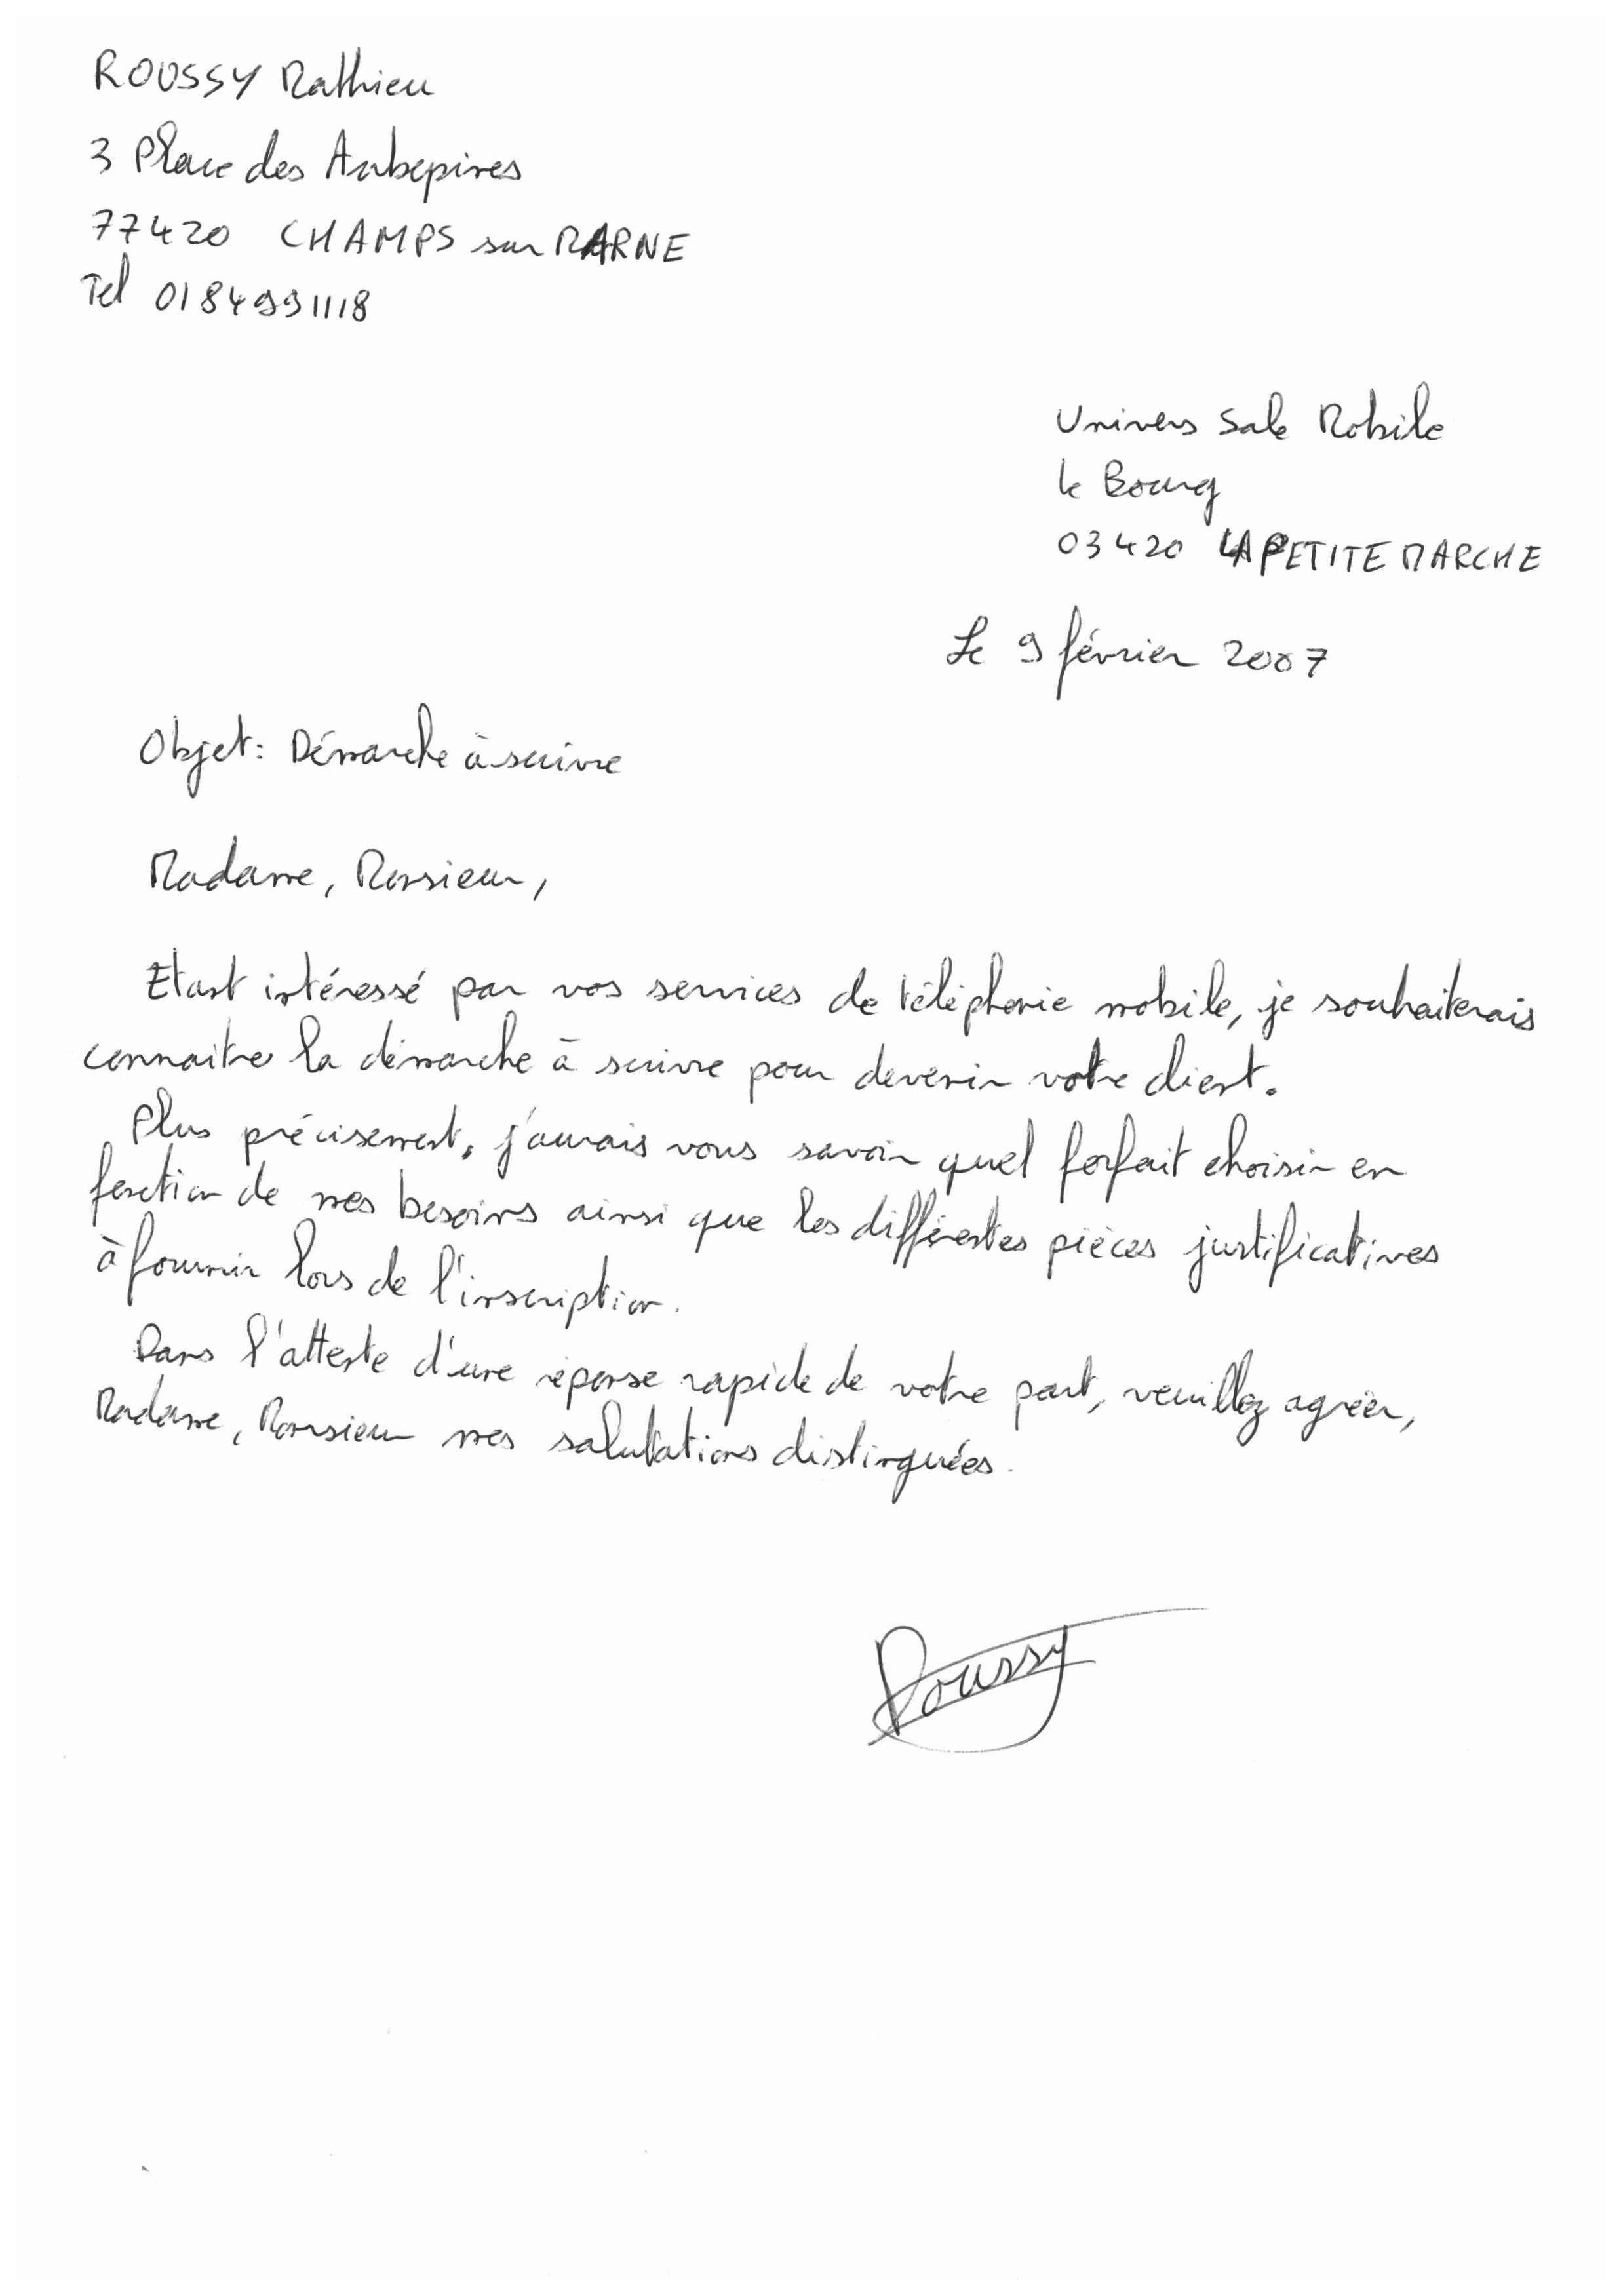 ROUSSY Mathieu
3 Place des Aubepines
77420 CHAMPS sur MARNE
Tel 0184991118
Univers Sale Mobile
le Bourg
03420 LA PETITE MARCHE
Le 9 février 2007
Objet: Démarche à suivre
Madame, Monsieur,
Etant intéressé par vos services de téléphonie mobile, je souhaiterais
connaitre la démarche à suivre pour devenir votre client.
Plus précisement, j'aurais vous savoir quel forfait choisir en
fonction de mes besoins ainsi que les différentes pièces justificatives
à fournir lors de l'inscription.
Dans l'attente d'une réponse rapide de votre part, veuillez agréer,
Madame, Monsieur mes salutations distinguées.
Roussy